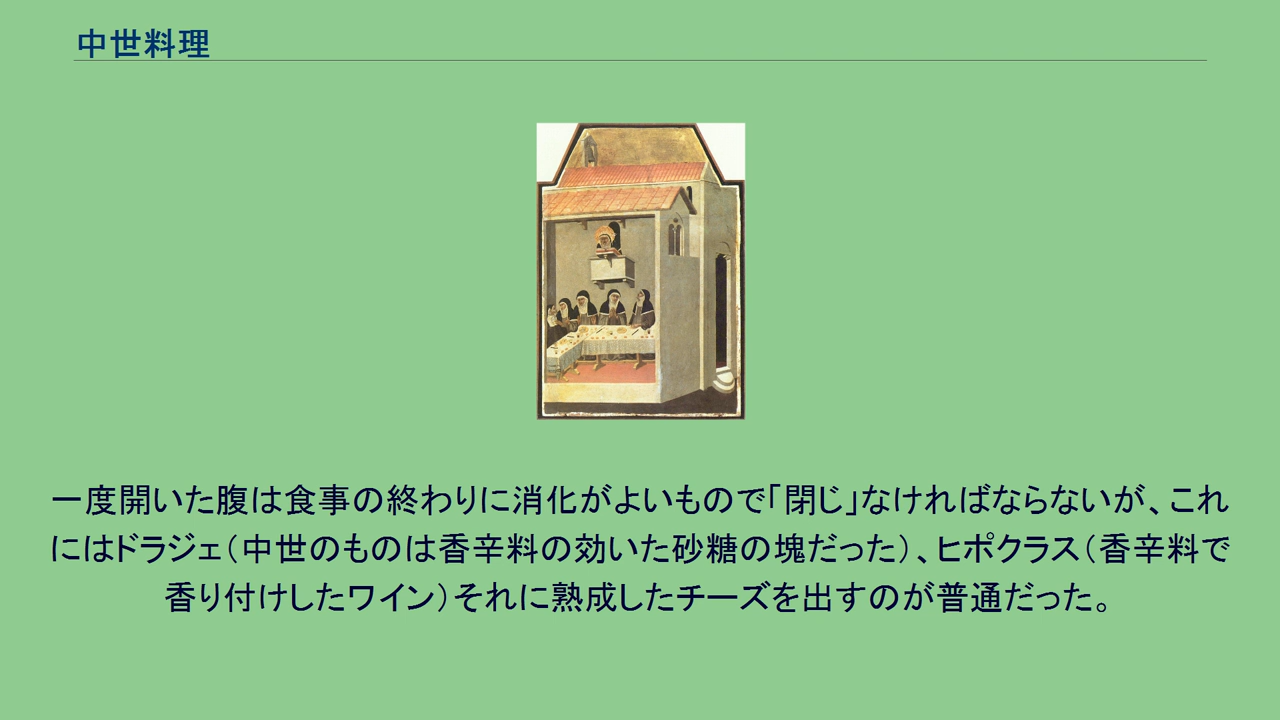 中世料理
一度開いた腹は食事の終わりに消化がよいもので「閉じ」なければならないが、これ
にはドラジェ（中世のものは香辛料の効いた砂糖の塊だった）、ヒポクラス（香辛料で
香り付けしたワイン）それに熟成したチーズを出すのが普通だった。